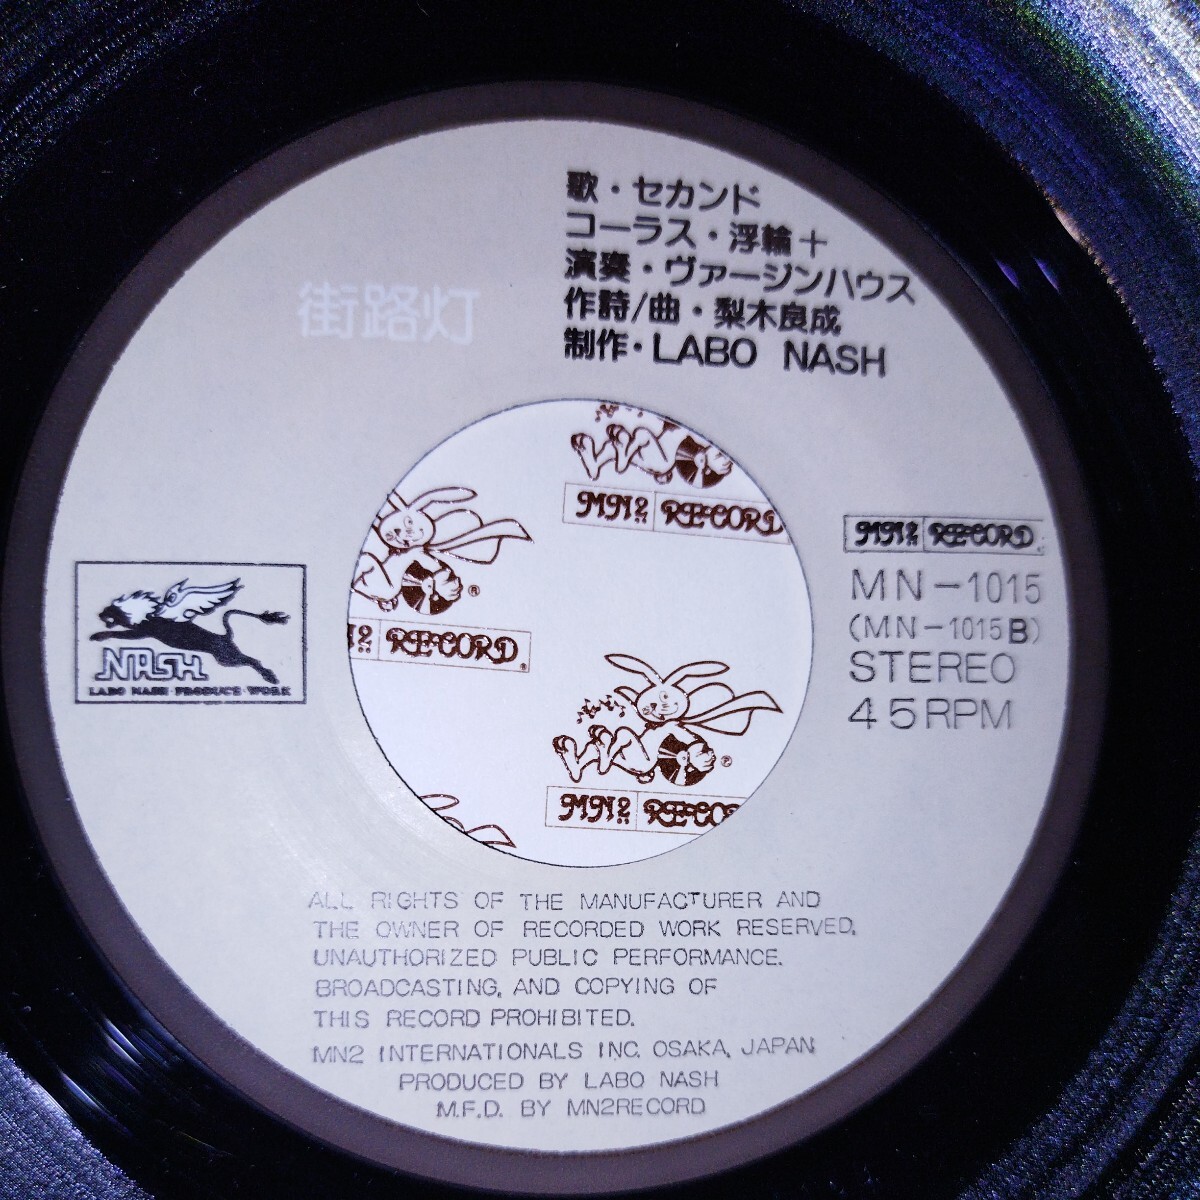 歌・セカンド
コーラス・浮輪＋
演奏・ヴァージンハウス
作詩/曲・梨木良成
制作・LABO NASH
街路灯
MN2 RECORD
MN2 RECORD
MN2 RECORD
MN-1015
(MN-1015B)
STEREO
45RPM
2 RECORD
NASH
LABO NASH PRODUCE WORK
MN2 RECOR
ALL RIGHTS OF THE MANUFACTURER AND
THE OWNER OF RECORDED WORK RESERVED.
UNAUTHORIZED PUBLIC PERFORMANCE.
BROADCASTING, AND COPYING OF
THIS RECORD PROHIBITED.
MN2 INTERNATIONALS INC. OSAKA, JAPAN
PRODUCED BY LABO NASH
M.F.D. BY MN2RECORD